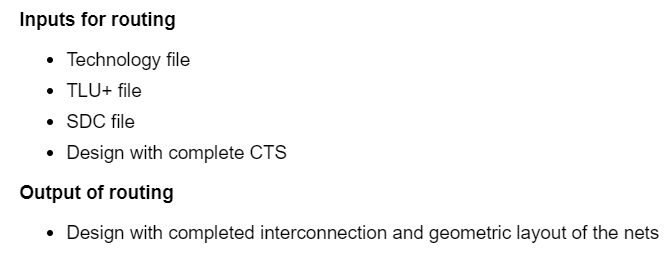 Inputs for routing
• Technology file
• TLU+ file
• SDC file
• Design with complete CTS
Output of routing
• Design with completed interconnection and geometric layout of the nets